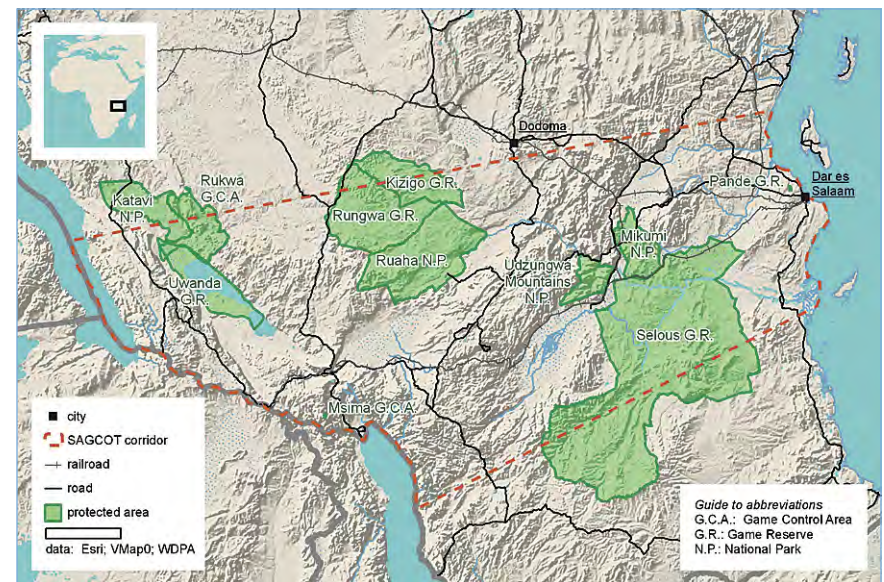 Dodoma
Rukwa
G.C.A.
Katavi
N.P.
Kizigo G.R.
Rungwa G.R.
Ruaha N.P.
Uwanda
G.R.
Pande G.R.
Dar es
Salaam
Mikumi
N.P.
Udzungwa
Mountains
N.P.
Selous G.R.
Msima G.C.A.
city
SAGCOT corridor
railroad
road
protected area
data: Esri; VMap0; WDPA
Guide to abbreviations
G.C.A.: Game Control Area
G.R.: Game Reserve
N.P.: National Park